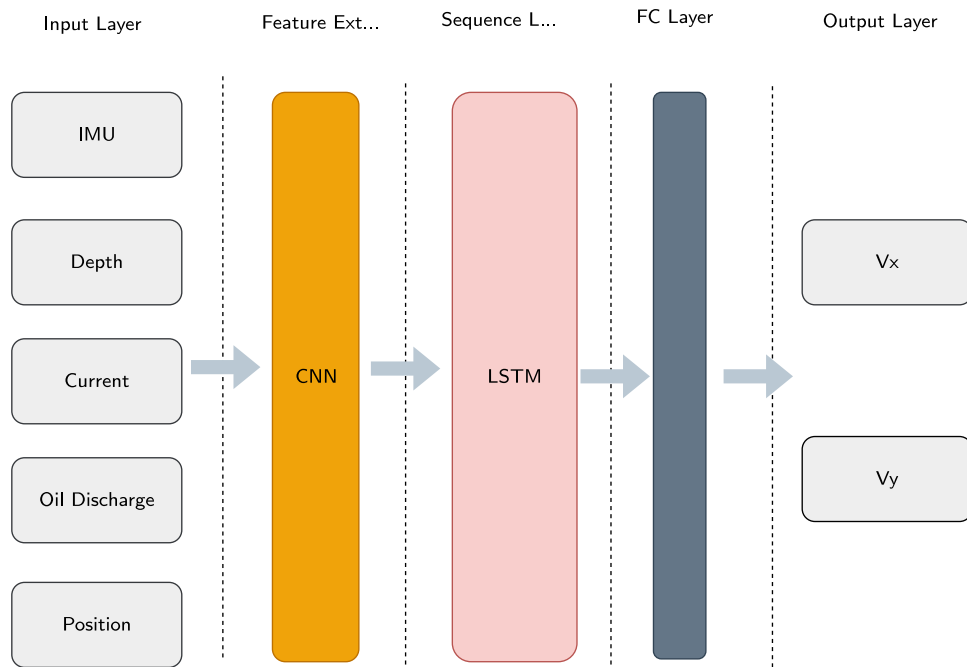 Input Layer
Feature Ext...
Sequence L...
FC Layer
Output Layer
IMU
Depth
Current
Oil Discharge
Position
CNN
LSTM
Vx
Vy